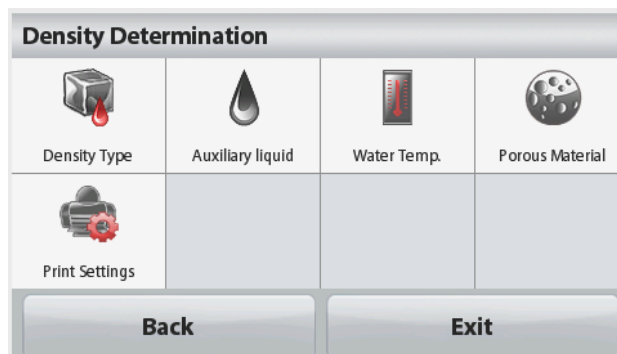 Density Determination
Density Type
Auxiliary liquid
Water Temp.
Porous Material
Print Settings
Back
Exit